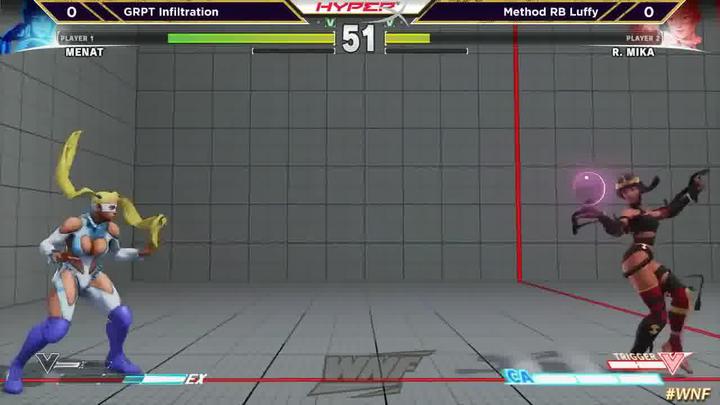 0 GRPT Infiltration HYPER Method RB Luffy 0
PLAYER 1 51 PLAYER 2
MENAT R. MIKA
WNF
V TRIGGER V
EX CA
#WNF